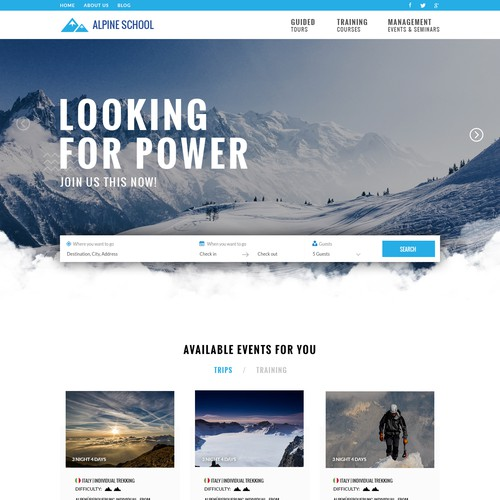 HOME ABOUT US BLOG
ALPINE SCHOOL
GUIDED
TOURS
TRAINING
COURSES
MANAGEMENT
EVENTS & SEMINARS
LOOKING
FOR POWER
JOIN US THIS NOW!
Where you want to go
Destination, City, Address
When you want to go
Check in
Check out
Guests
5 Guests
SEARCH
AVAILABLE EVENTS FOR YOU
TRIPS / TRAINING
3 NIGHT 4 DAYS
ITALY | INDIVIDUAL TREKKING
DIFFICULTY:
3 NIGHT 4 DAYS
ITALY | INDIVIDUAL TREKKING
DIFFICULTY:
3 NIGHT 4 DAYS
ITALY | INDIVIDUAL TREKKING
DIFFICULTY: